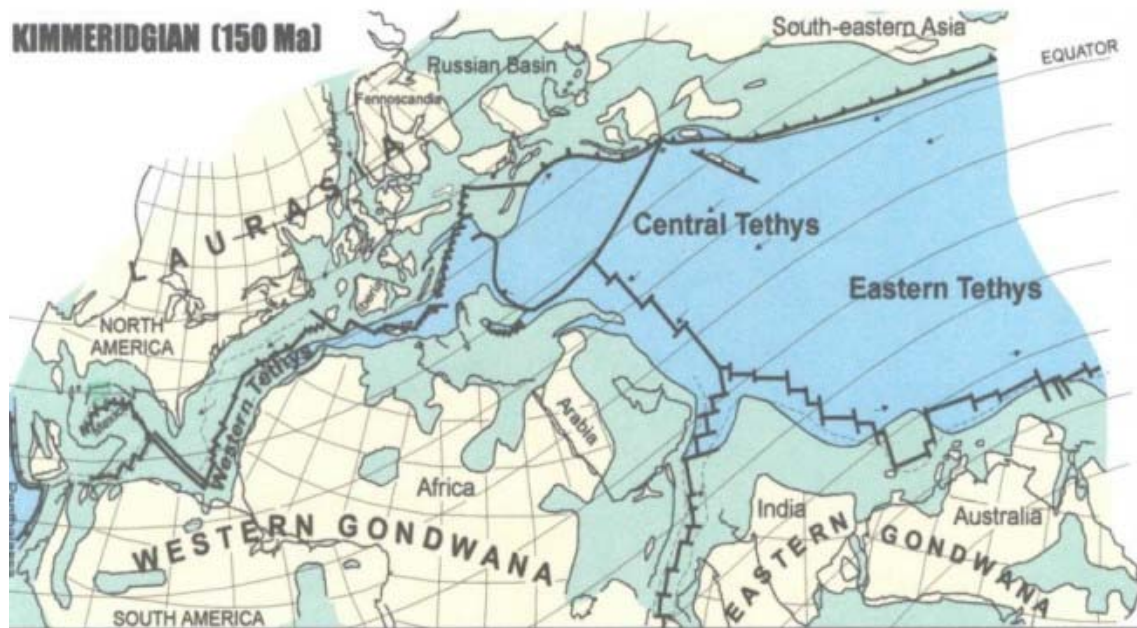 KIMMERIDGIAN (150 Ma)
South-eastern Asia
EQUATOR
Russian Basin
Fennoscandia
LAURASIA
Central Tethys
Eastern Tethys
Iberia
NORTH
AMERICA
Western Tethys
Arabia
Africa
India
Australia
WESTERN GONDWANA
EASTERN GONDWANA
SOUTH AMERICA